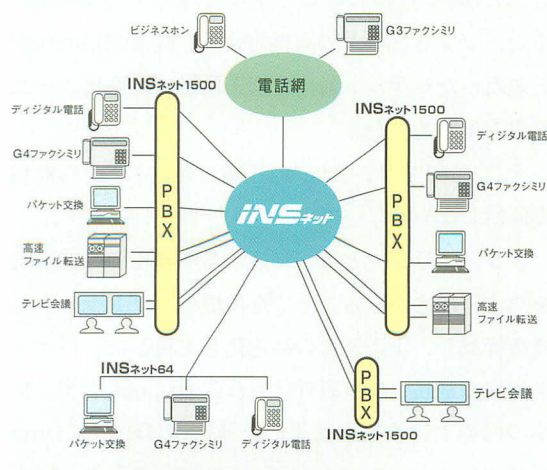 ビジネスホン
G3ファクシミリ
電話網
INSネット1500
ディジタル電話
G4ファクシミリ
パケット交換
高速
ファイル転送
テレビ会議
PBX
INSネット
INSネット1500
PBX
ディジタル電話
G4ファクシミリ
パケット交換
高速
ファイル転送
INSネット64
パケット交換
G4ファクシミリ
ディジタル電話
PBX
テレビ会議
INSネット1500